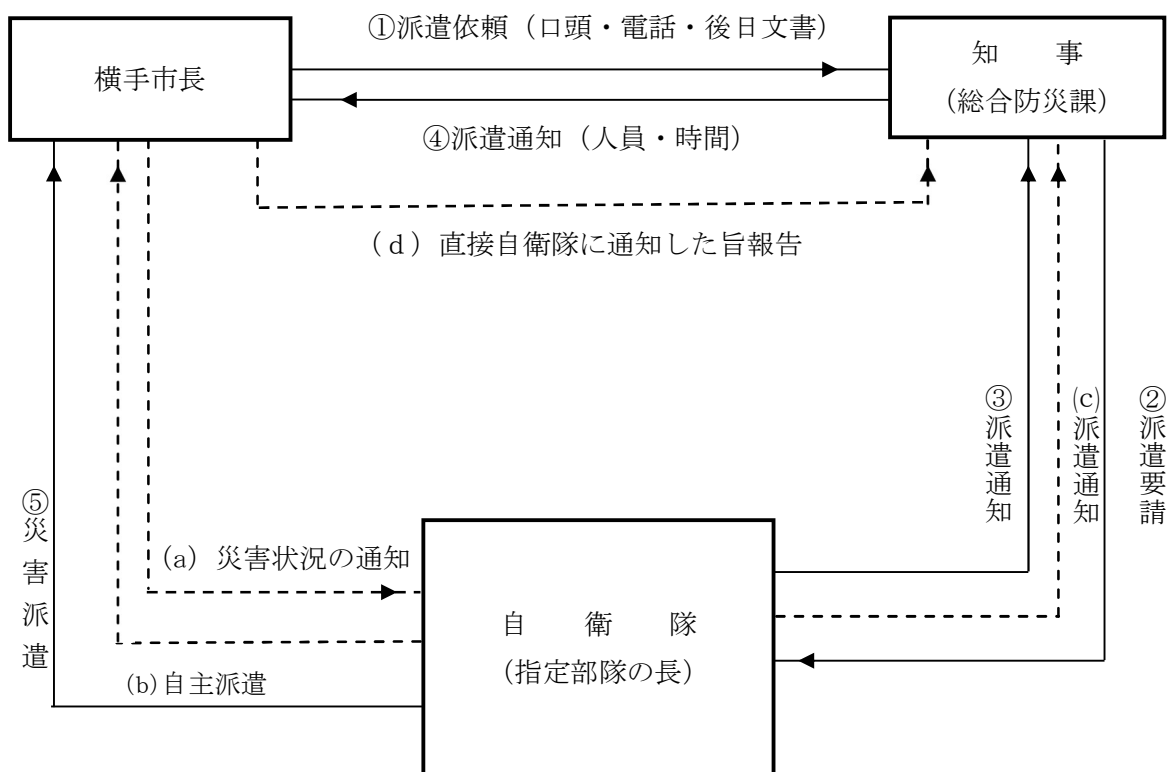 ①派遣依頼（口頭・電話・後日文書）
横手市長
知　　事
（総合防災課）
④派遣通知（人員・時間）
（ｄ）直接自衛隊に通知した旨報告
③派遣通知
(c)派遣通知
②派遣要請
⑤災害派遣
(a) 災害状況の通知
自　　衛　　隊
（指定部隊の長）
(b)自主派遣